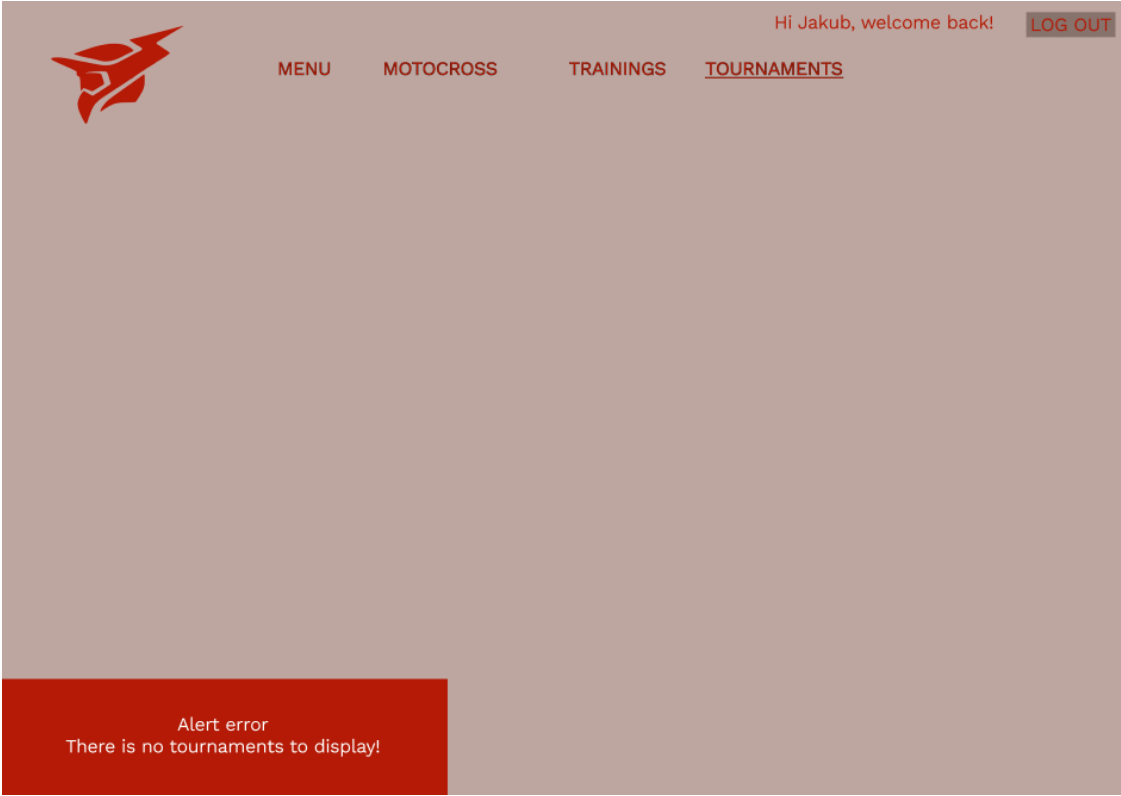 Hi Jakub, welcome back!
LOG OUT
MENU
MOTOCROSS
TRAININGS
TOURNAMENTS
Alert error
There is no tournaments to display!